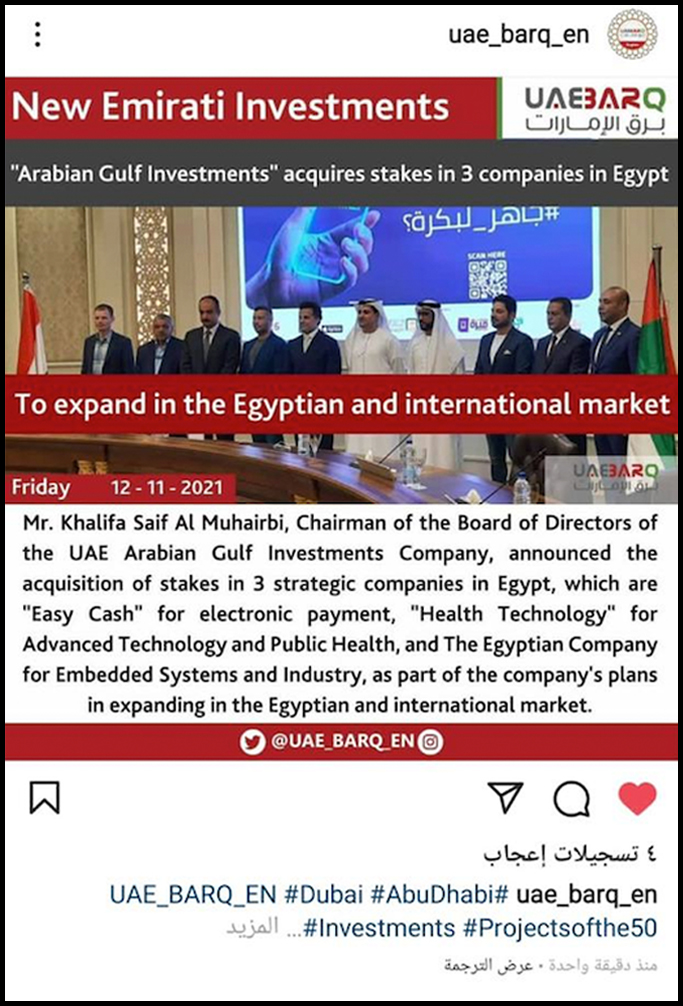 uae_barq_en
New Emirati Investments
UAEBARQ
برق الإمارات
"Arabian Gulf Investments" acquires stakes in 3 companies in Egypt
#جاهز_لبكرة؟
SCAN HERE
To expand in the Egyptian and international market
UAEBARQ
برق الإمارات
Friday 12 - 11 - 2021
Mr. Khalifa Saif Al Muhairbi, Chairman of the Board of Directors of
the UAE Arabian Gulf Investments Company, announced the
acquisition of stakes in 3 strategic companies in Egypt, which are
"Easy Cash" for electronic payment, "Health Technology" for
Advanced Technology and Public Health, and The Egyptian Company
for Embedded Systems and Industry, as part of the company's plans
in expanding in the Egyptian and international market.
@UAE_BARQ_EN
٤ تسجيلات إعجاب
uae_barq_en #UAE_BARQ_EN #Dubai #AbuDhabi
#Investments #Projectsofthe50... المزيد
منذ دقيقة واحدة • عرض الترجمة